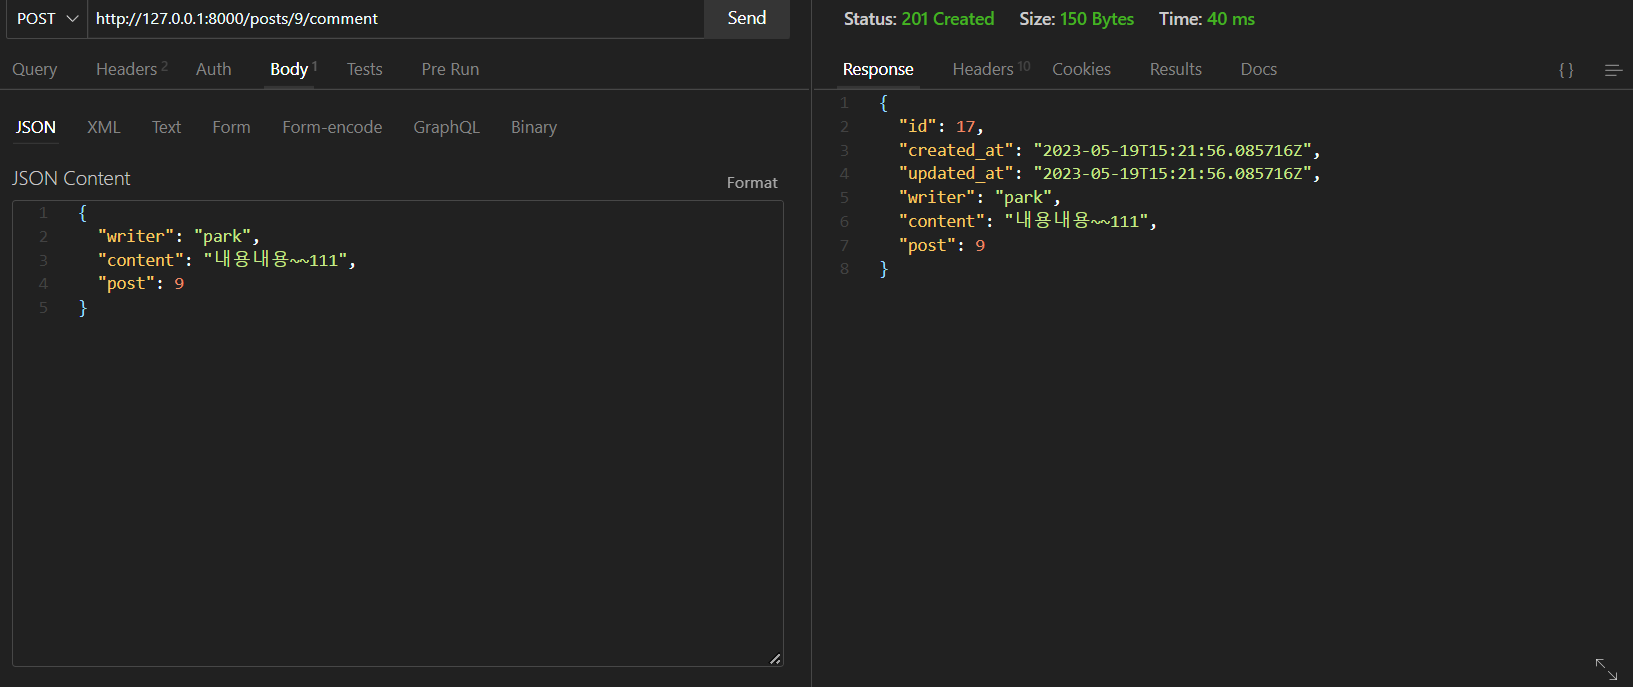 POST http://127.0.0.1:8000/posts/9/comment Send
Query Headers 2 Auth Body 1 Tests Pre Run
JSON XML Text Form Form-encode GraphQL Binary
JSON Content
Format
1 {
2 "writer": "park",
3 "content": "내용내용~~111",
4 "post": 9
5 }
Status: 201 Created Size: 150 Bytes Time: 40 ms
Response Headers 10 Cookies Results Docs { }
1 {
2 "id": 17,
3 "created_at": "2023-05-19T15:21:56.085716Z",
4 "updated_at": "2023-05-19T15:21:56.085716Z",
5 "writer": "park",
6 "content": "내용내용~~111",
7 "post": 9
8 }